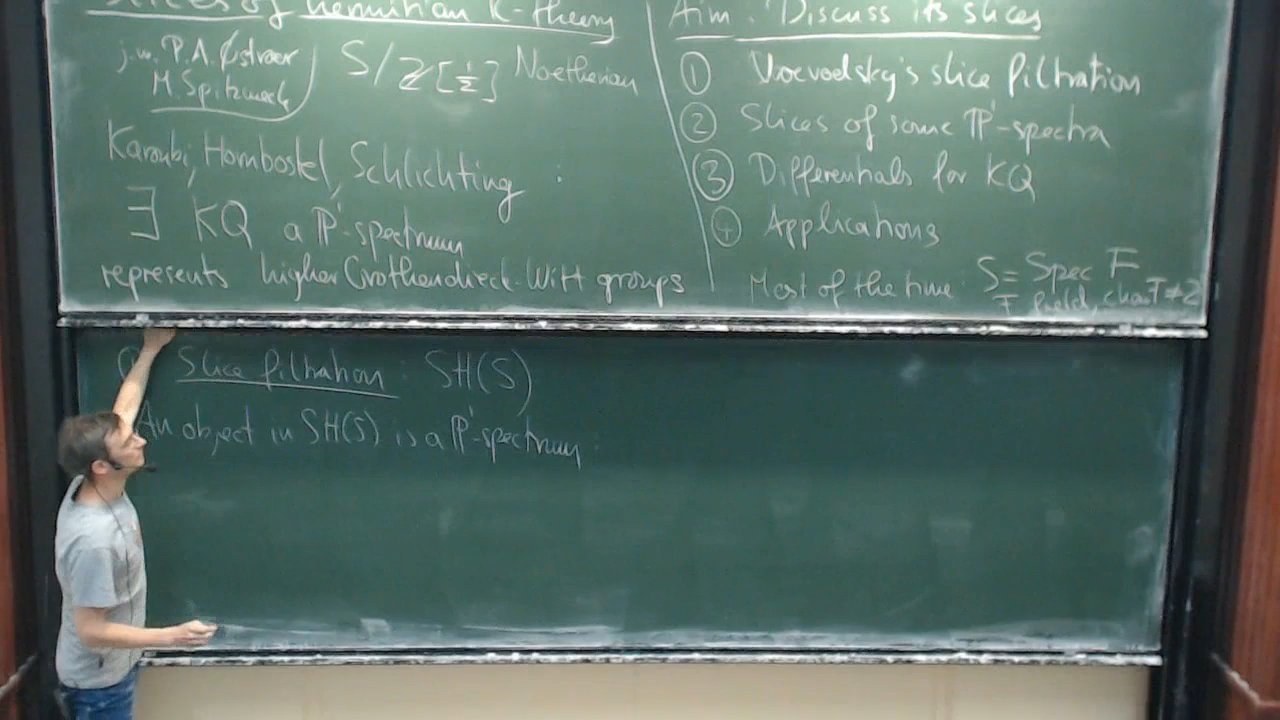 Slices of hermitian K-theory
j.w. P.A. Østvær
M. Spitzweck
S/ℤ[1/2] Noetherian
Karoubi, Hornbostel, Schlichting :
∃ KQ a ℙ¹-spectrum
represents higher Grothendieck-Witt groups
Aim : Discuss its slices
① Voevodsky's slice filtration
② Slices of some ℙ¹-spectra
③ Differentials for KQ
④ Applications
Most of the time S = Spec F
F field, char F ≠ 2
① Slice filtration : SH(S)
An object in SH(S) is a ℙ¹-spectrum